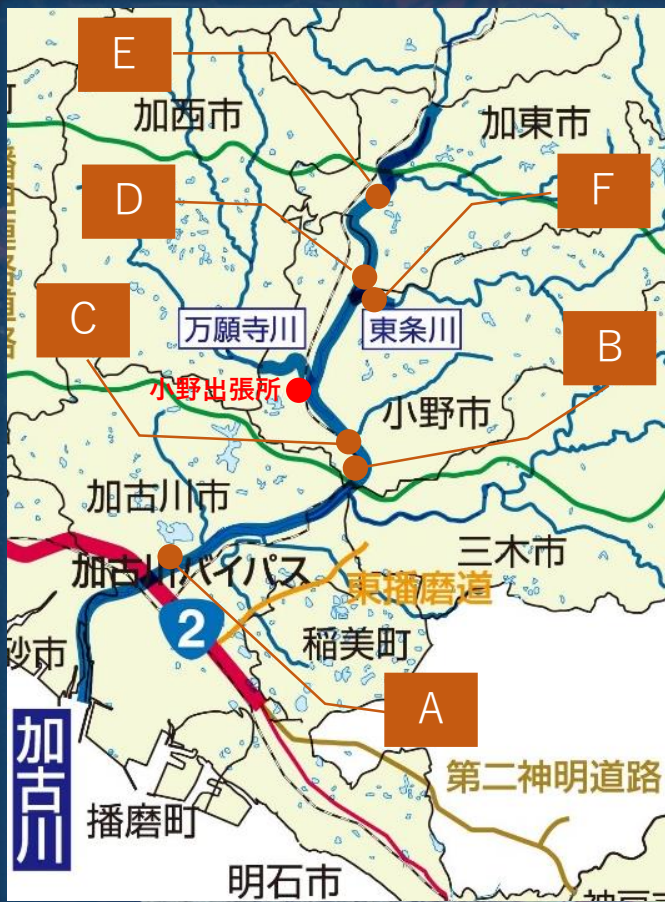 E
加西市
加東市
D
F
C
万願寺川
東条川
B
小野出張所
小野市
加古川市
三木市
加古川バイパス
東播磨道
2
稲美町
砂市
A
加古川
第二神明道路
播磨町
明石市